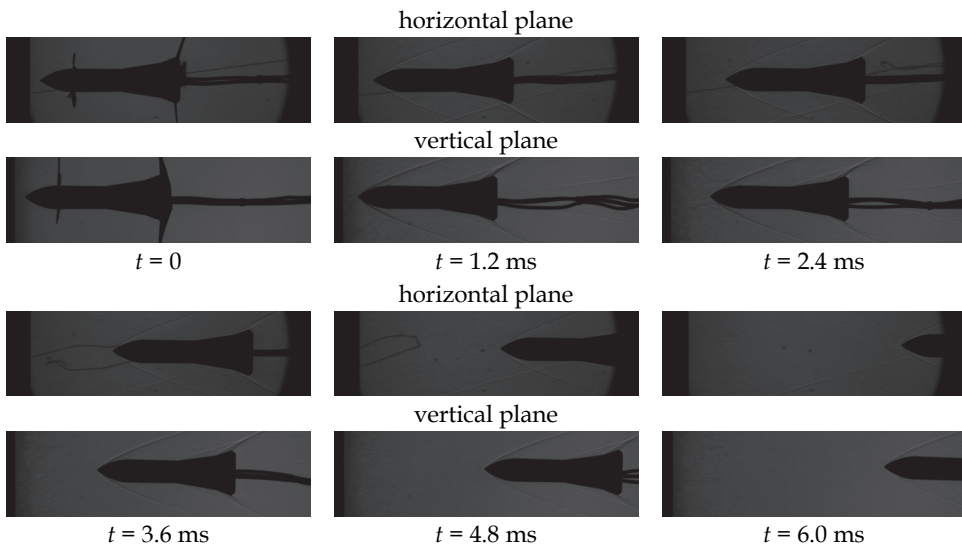 horizontal plane
vertical plane
t = 0 t = 1.2 ms t = 2.4 ms
horizontal plane
vertical plane
t = 3.6 ms t = 4.8 ms t = 6.0 ms